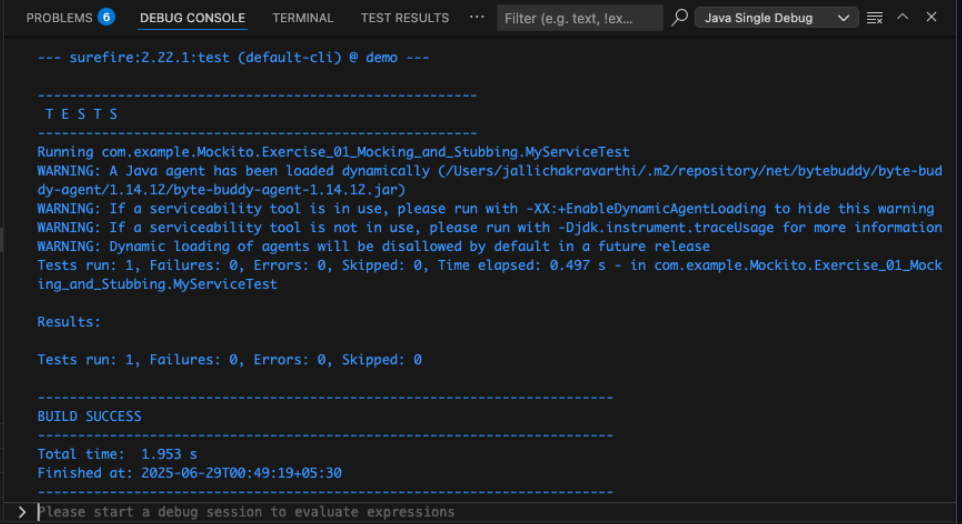 PROBLEMS 6 DEBUG CONSOLE TERMINAL TEST RESULTS ··· Filter (e.g. text, !ex... Java Single Debug
--- surefire:2.22.1:test (default-cli) @ demo ---
-------------------------------------------------------
T E S T S
-------------------------------------------------------
Running com.example.Mockito.Exercise_01_Mocking_and_Stubbing.MyServiceTest
WARNING: A Java agent has been loaded dynamically (/Users/jallichakravarthi/.m2/repository/net/bytebuddy/byte-bud
dy-agent/1.14.12/byte-buddy-agent-1.14.12.jar)
WARNING: If a serviceability tool is in use, please run with -XX:+EnableDynamicAgentLoading to hide this warning
WARNING: If a serviceability tool is not in use, please run with -Djdk.instrument.traceUsage for more information
WARNING: Dynamic loading of agents will be disallowed by default in a future release
Tests run: 1, Failures: 0, Errors: 0, Skipped: 0, Time elapsed: 0.497 s - in com.example.Mockito.Exercise_01_Mock
ing_and_Stubbing.MyServiceTest
Results:
Tests run: 1, Failures: 0, Errors: 0, Skipped: 0
------------------------------------------------------------------------
BUILD SUCCESS
------------------------------------------------------------------------
Total time:  1.953 s
Finished at: 2025-06-29T00:49:19+05:30
------------------------------------------------------------------------
Please start a debug session to evaluate expressions